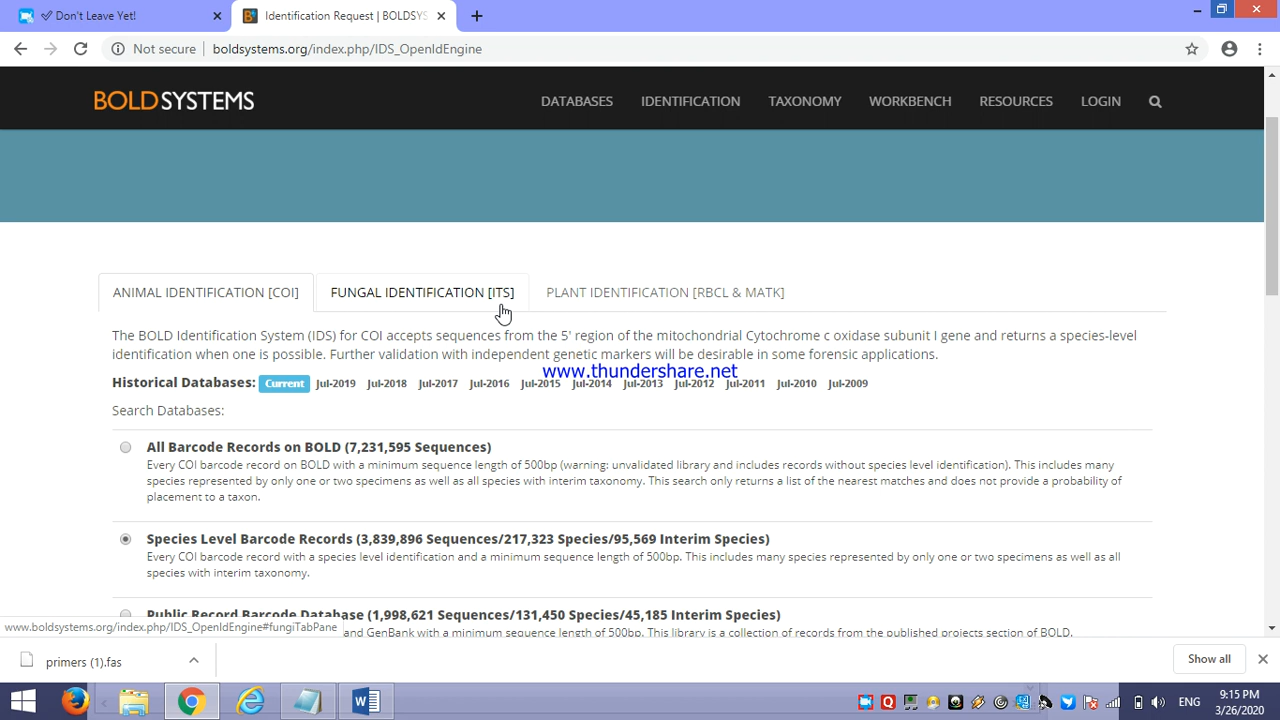 ✓ Don't Leave Yet!
Identification Request | BOLDSYS
Not secure
boldsystems.org/index.php/IDS_OpenIdEngine
BOLDSYSTEMS
DATABASES
IDENTIFICATION
TAXONOMY
WORKBENCH
RESOURCES
LOGIN
ANIMAL IDENTIFICATION [COI]
FUNGAL IDENTIFICATION [ITS]
PLANT IDENTIFICATION [RBCL & MATK]
The BOLD Identification System (IDS) for COI accepts sequences from the 5' region of the mitochondrial Cytochrome c oxidase subunit I gene and returns a species-level
identification when one is possible. Further validation with independent genetic markers will be desirable in some forensic applications.
www.thundershare.net
Historical Databases: Current Jul-2019 Jul-2018 Jul-2017 Jul-2016 Jul-2015 Jul-2014 Jul-2013 Jul-2012 Jul-2011 Jul-2010 Jul-2009
Search Databases:
All Barcode Records on BOLD (7,231,595 Sequences)
Every COI barcode record on BOLD with a minimum sequence length of 500bp (warning: unvalidated library and includes records without species level identification). This includes many
species represented by only one or two specimens as well as all species with interim taxonomy. This search only returns a list of the nearest matches and does not provide a probability of
placement to a taxon.
Species Level Barcode Records (3,839,896 Sequences/217,323 Species/95,569 Interim Species)
Every COI barcode record with a species level identification and a minimum sequence length of 500bp. This includes many species represented by only one or two specimens as well as all
species with interim taxonomy.
Public Record Barcode Database (1,998,621 Sequences/131,450 Species/45,185 Interim Species)
and GenBank with a minimum sequence length of 500bp. This library is a collection of records from the published projects section of BOLD.
www.boldsystems.org/index.php/IDS_OpenIdEngine#fungiTabPane
primers (1).fas
Show all
ENG
9:15 PM
3/26/2020